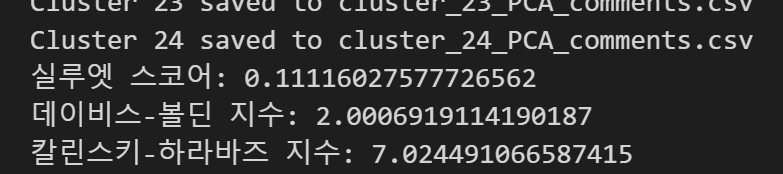 Cluster 23 saved to cluster_23_PCA_comments.csv
Cluster 24 saved to cluster_24_PCA_comments.csv
실루엣 스코어: 0.11116027577726562
데이비스-볼딘 지수: 2.0006919114190187
칼린스키-하라바즈 지수: 7.024491066587415